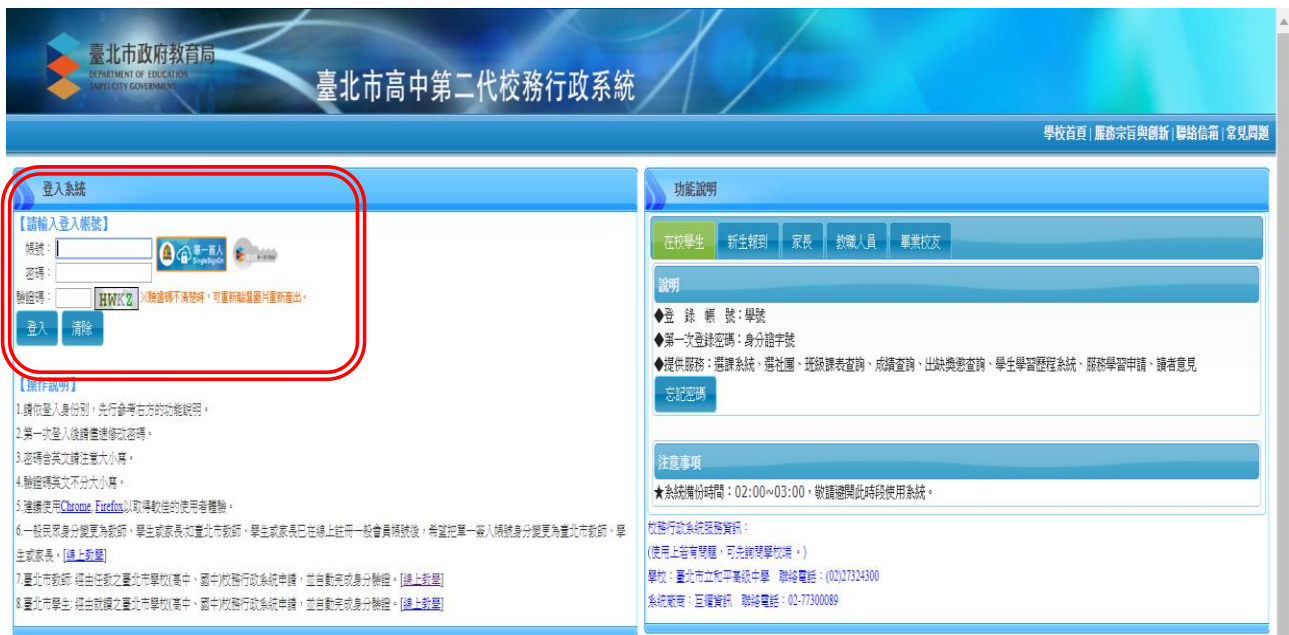 臺北市政府教育局
DEPARTMENT OF EDUCATION
TAIPEI CITY GOVERNMENT
臺北市高中第二代校務行政系統
學校首頁 | 服務宗旨與創新 | 聯絡信箱 | 常見問題
登入系統
【請輸入登入帳號】
帳號：
單一簽入
SingleSignOn
密碼：
驗證碼：
HWKZ
※驗證碼不清楚時，可重新點選圖片重新產出。
登入
清除
【操作說明】
1.請依登入身份別，先行參考右方的功能說明。
2.第一次登入後請儘速修改密碼。
3.密碼含英文請注意大小寫。
4.驗證碼英文不分大小寫。
5.建議使用Chrome, Firefox以取得較佳的使用者體驗。
6.一般民眾身分變更為教師、學生或家長:如臺北市教師、學生或家長已在線上註冊一般會員帳號後，希望把單一簽入帳號身分變更為臺北市教師、學
生或家長。[線上教學]
7.臺北市教師: 經由任教之臺北市學校(高中、國中)校務行政系統申請，並自動完成身分驗證。[線上教學]
8.臺北市學生: 經由就讀之臺北市學校(高中、國中)校務行政系統申請，並自動完成身分驗證。[線上教學]
功能說明
在校學生
新生報到
家長
教職人員
畢業校友
說明
◆登 錄 帳 號：學號
◆第一次登錄密碼：身分證字號
◆提供服務：選課系統、選社團、班級課表查詢、成績查詢、出缺獎懲查詢、學生學習歷程系統、服務學習申請、讀者意見
忘記密碼
注意事項
★系統備份時間：02:00~03:00，敬請避開此時段使用系統。
校務行政系統服務資訊：
(使用上若有問題，可先詢問學校端。)
學校：臺北市立和平高級中學 聯絡電話：(02)27324300
系統廠商：亘耀資訊 聯絡電話：02-77300089